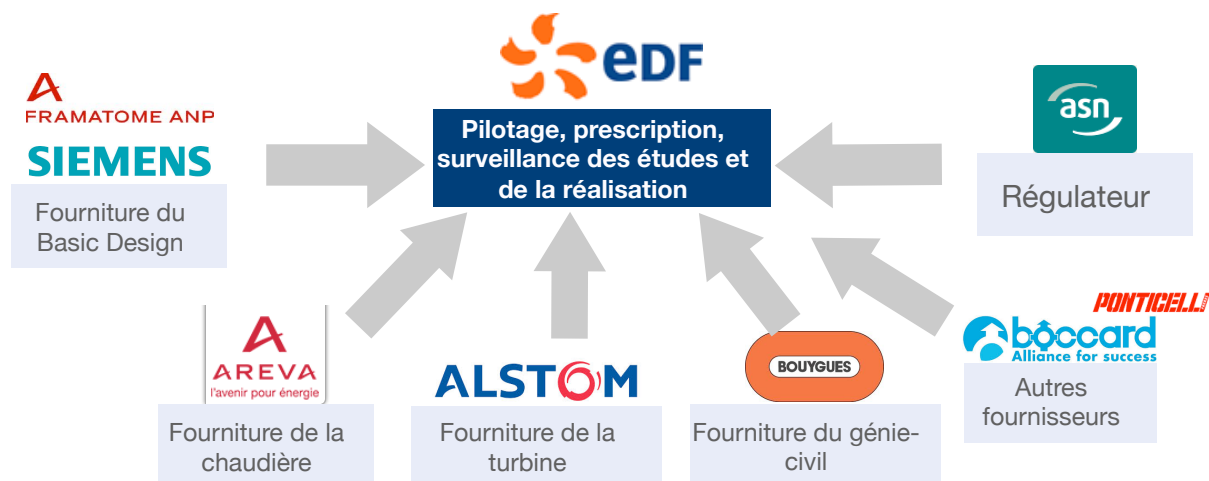 eDF
Pilotage, prescription,
surveillance des études et
de la réalisation
FRAMATOME ANP
SIEMENS
Fourniture du
Basic Design
asn
Régulateur
AREVA
l'avenir pour énergie
Fourniture de la
chaudière
ALSTOM
Fourniture de la
turbine
BOUYGUES
Fourniture du génie-
civil
PONTICELLI
boccard
Alliance for success
Autres
fournisseurs